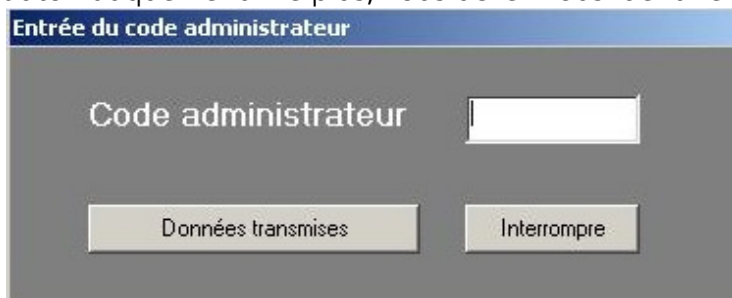 Entrée du code administrateur
Code administrateur
Données transmises
Interrompre